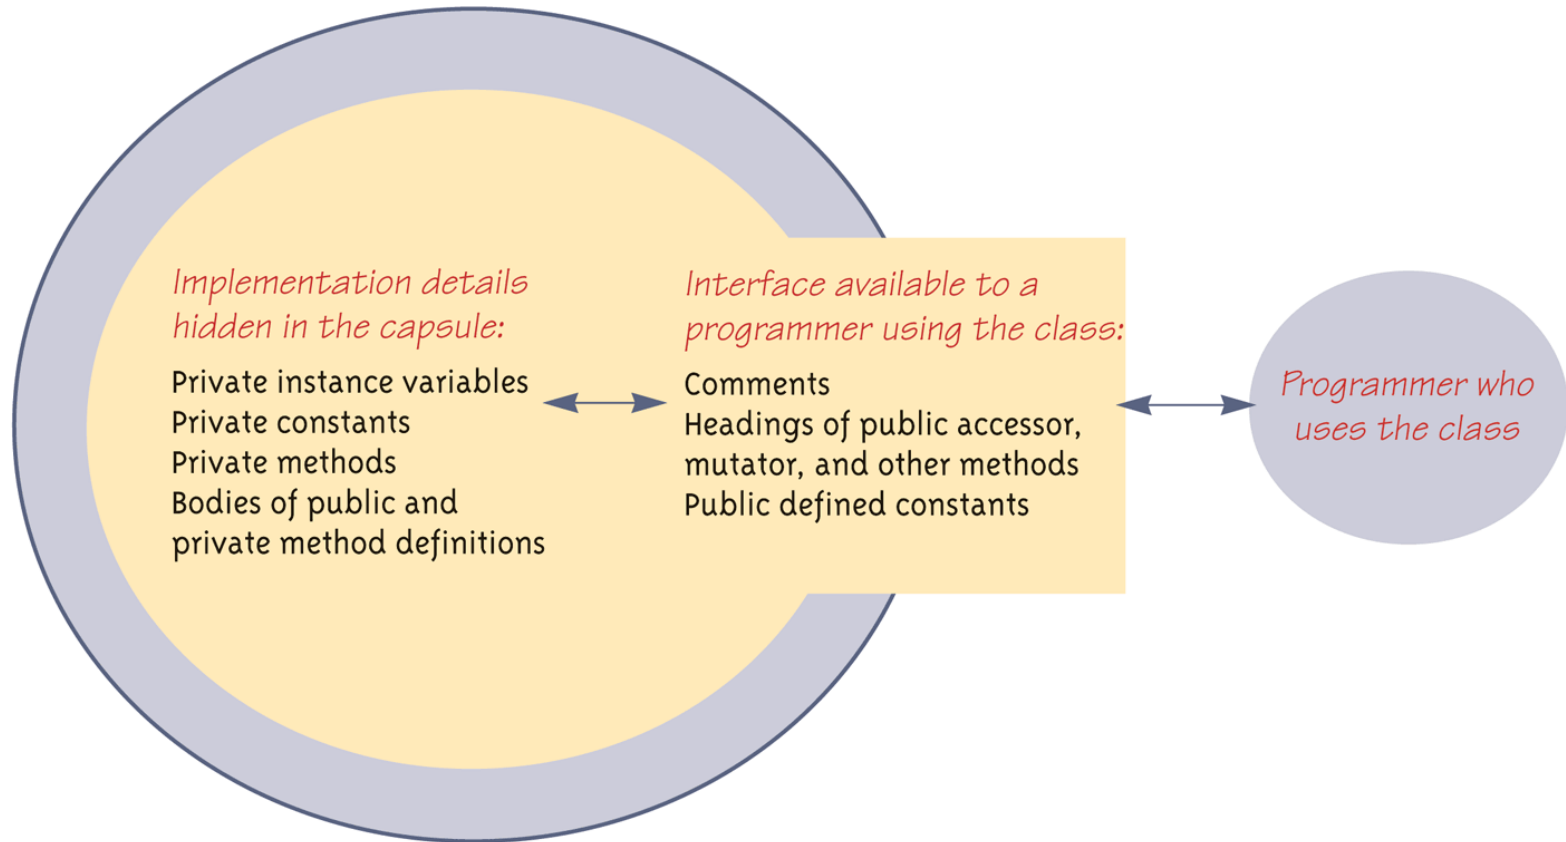 Implementation details
hidden in the capsule:
Private instance variables
Private constants
Private methods
Bodies of public and
private method definitions
Interface available to a
programmer using the class:
Comments
Headings of public accessor,
mutator, and other methods
Public defined constants
Programmer who
uses the class